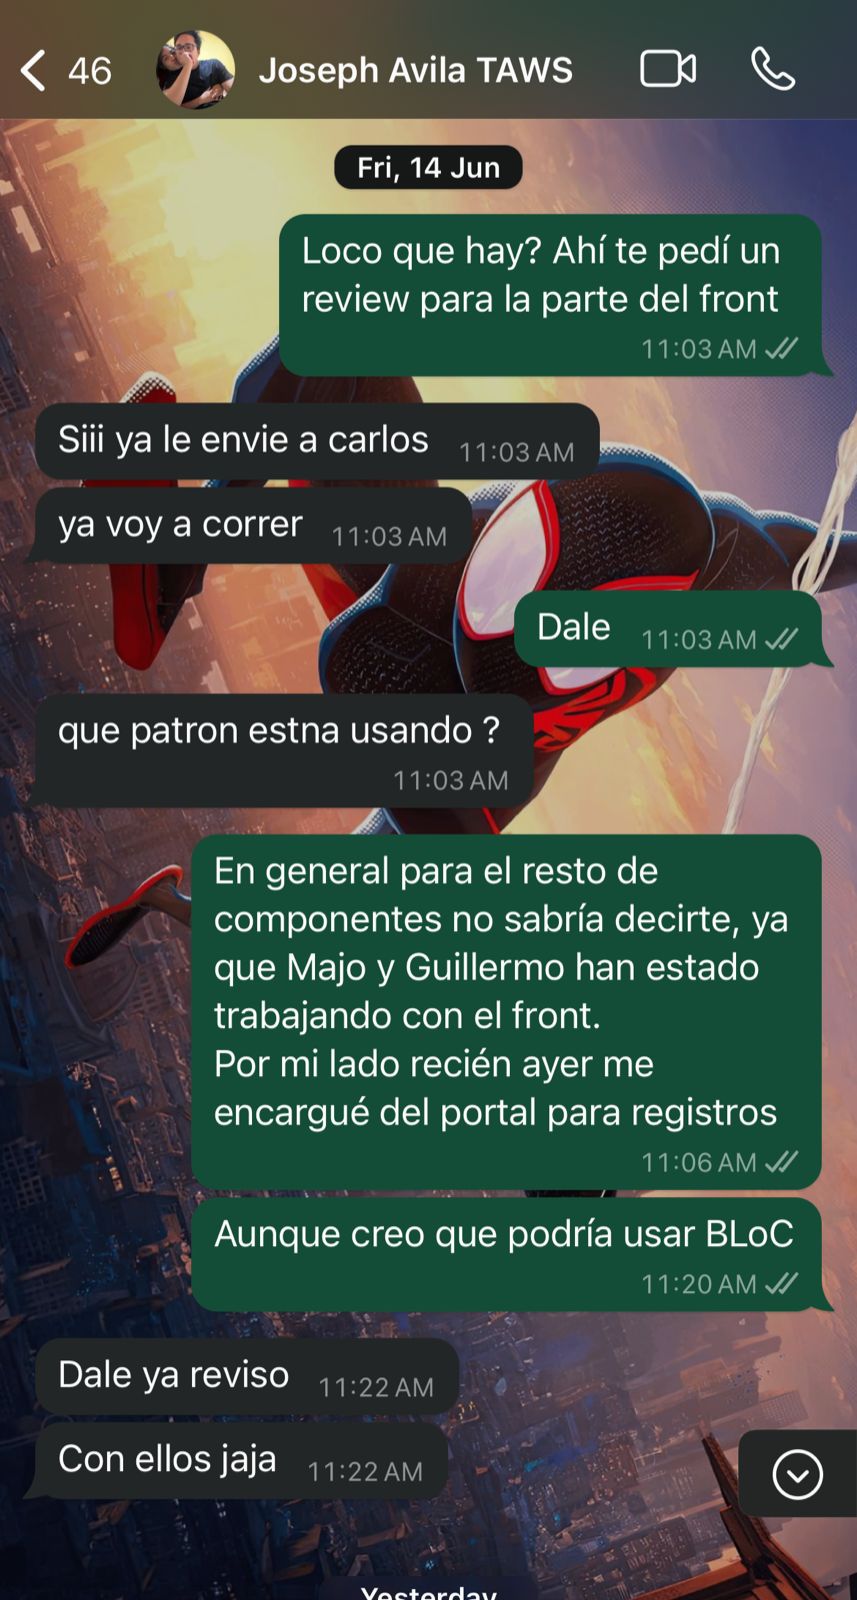 46
Joseph Avila TAWS
Fri, 14 Jun
Loco que hay? Ahí te pedí un
review para la parte del front
11:03 AM
Siii ya le envie a carlos 11:03 AM
ya voy a correr 11:03 AM
Dale 11:03 AM
que patron estna usando ?
11:03 AM
En general para el resto de
componentes no sabría decirte, ya
que Majo y Guillermo han estado
trabajando con el front.
Por mi lado recién ayer me
encargué del portal para registros
11:06 AM
Aunque creo que podría usar BLoC
11:20 AM
Dale ya reviso 11:22 AM
Con ellos jaja 11:22 AM
Yesterday